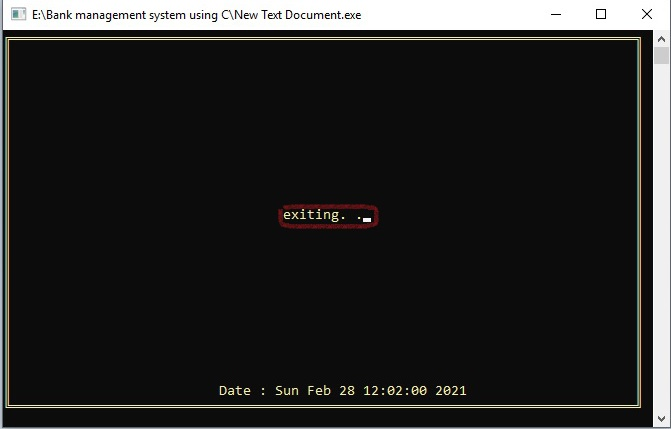 E:\Bank management system using C\New Text Document.exe
exiting. .
Date : Sun Feb 28 12:02:00 2021